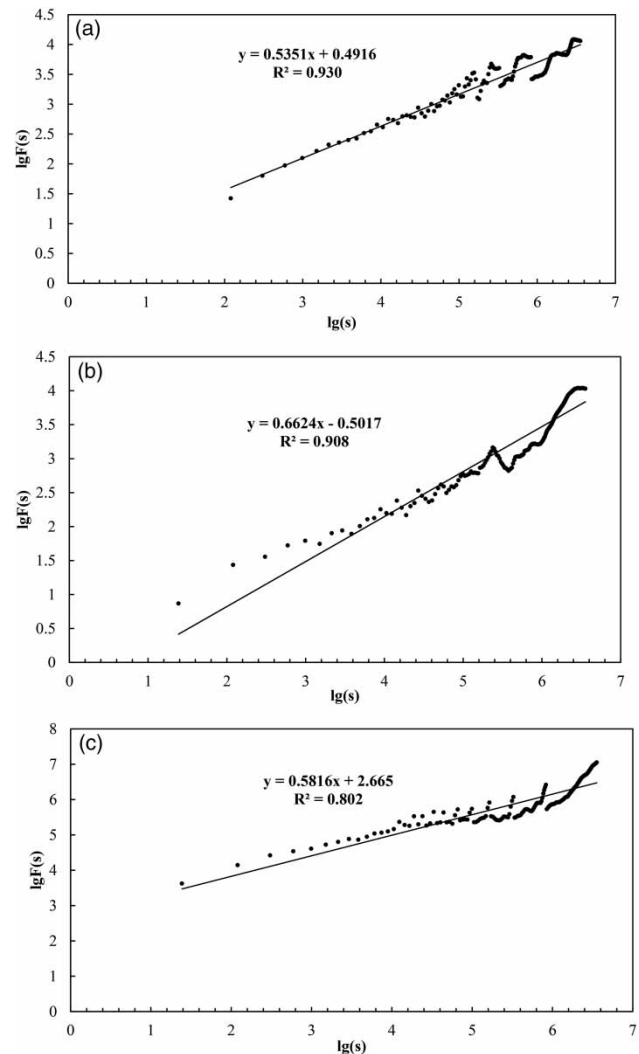 (a)
y = 0.5351x + 0.4916
R² = 0.930
4.5
4
3.5
3
2.5
2
1.5
1
0.5
0
lgF(s)
0 1 2 3 4 5 6 7
lg(s)
(b)
y = 0.6624x - 0.5017
R² = 0.908
4.5
4
3.5
3
2.5
2
1.5
1
0.5
0
lgF(s)
0 1 2 3 4 5 6 7
lg(s)
(c)
y = 0.5816x + 2.665
R² = 0.802
8
7
6
5
4
3
2
1
0
lgF(s)
0 1 2 3 4 5 6 7
lg(s)